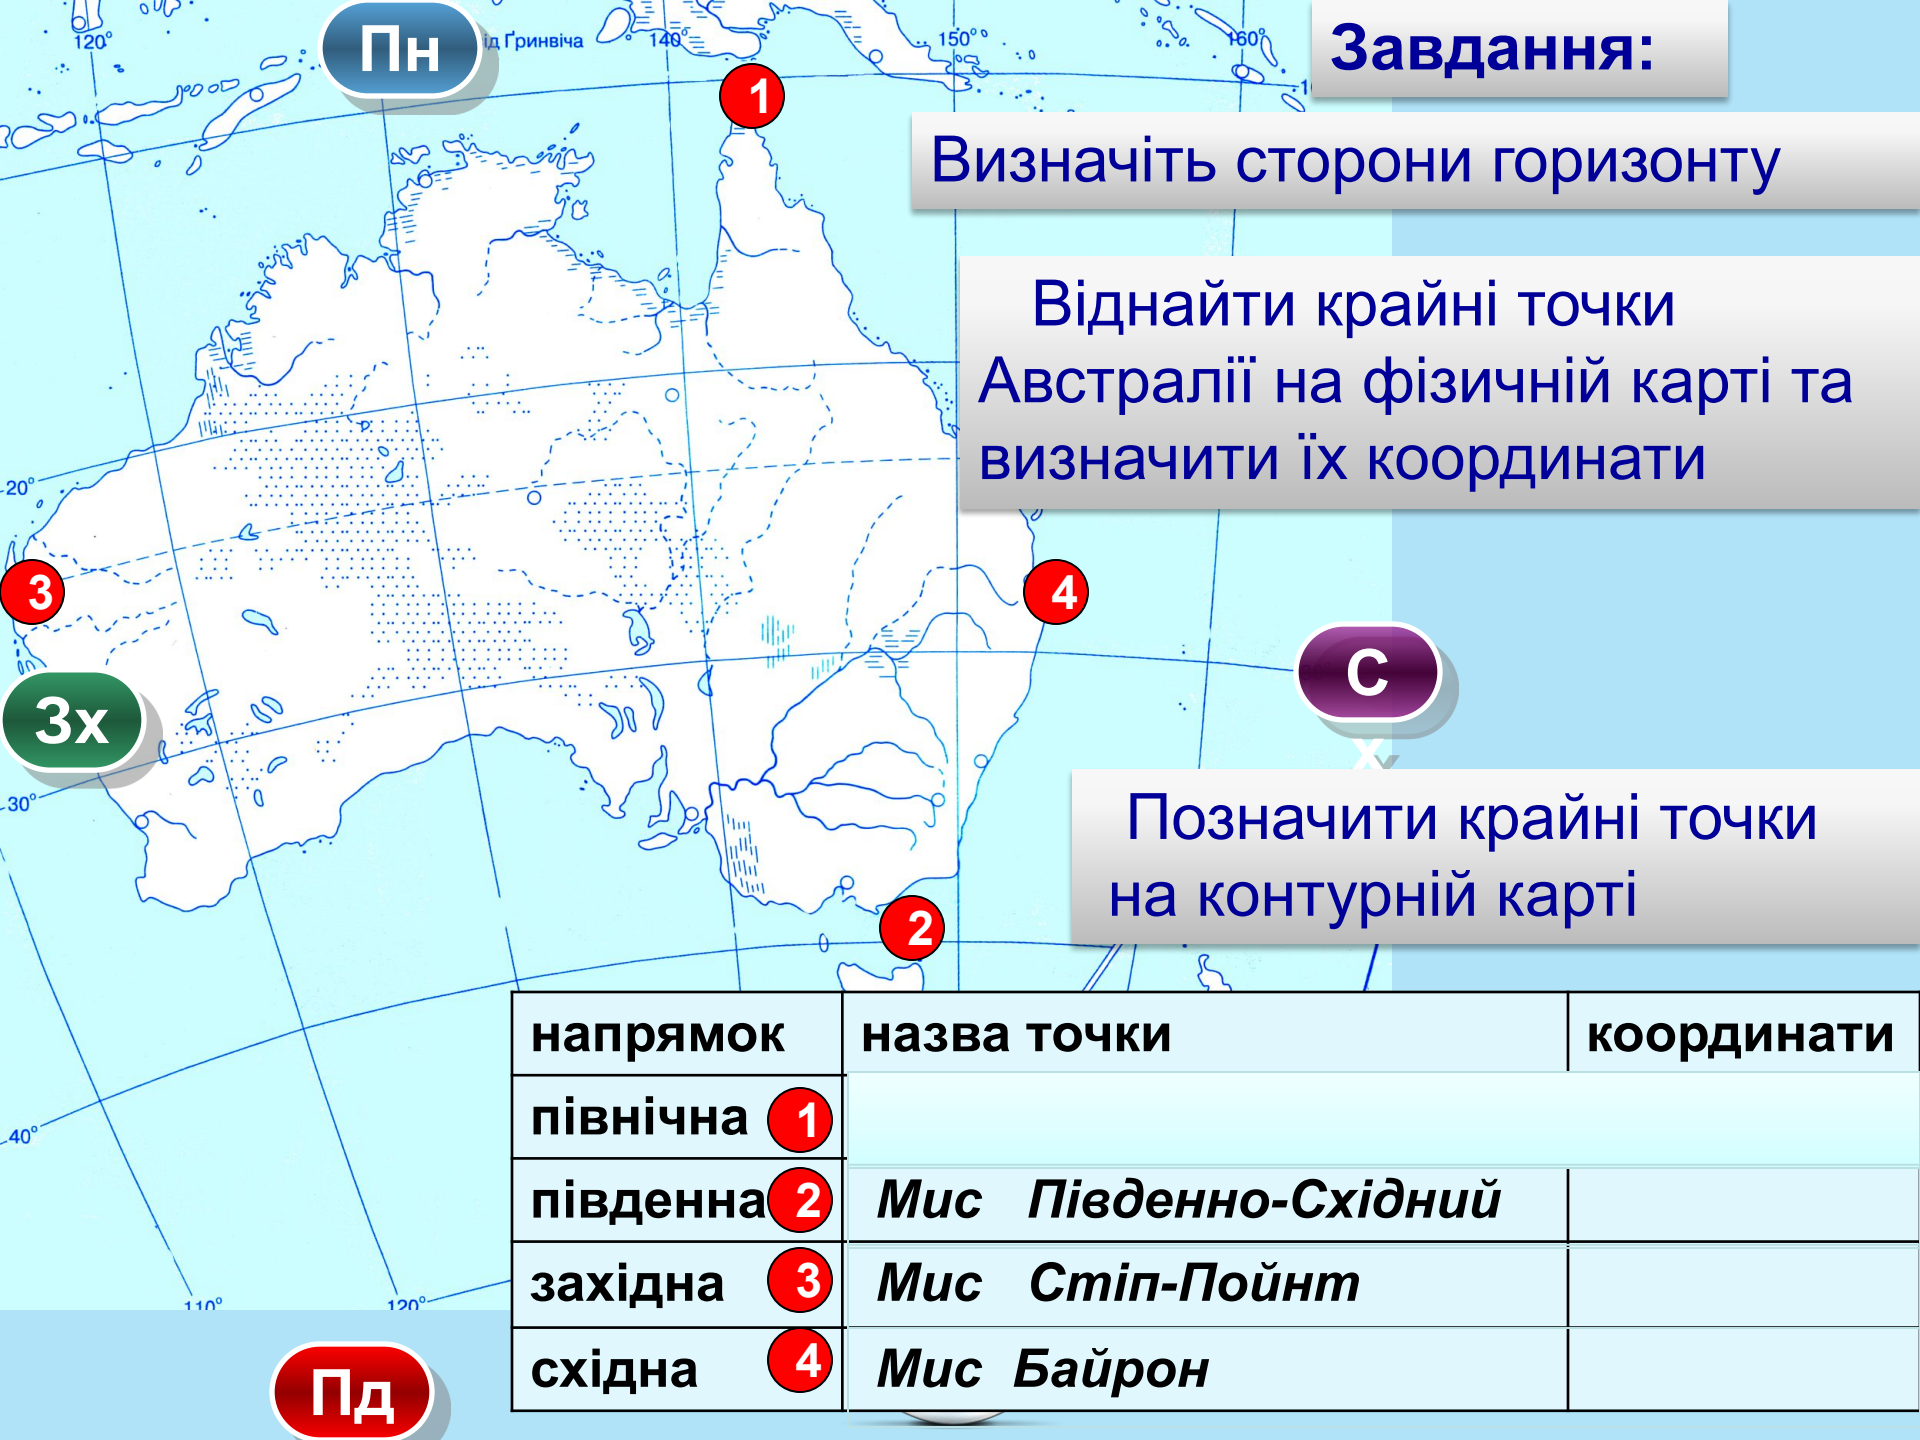 120°
Пн
ід Ґринвіча
140°
150°
160°
Завдання:
1
Визначіть сторони горизонту
Віднайти крайні точки
Австралії на фізичній карті та
визначити їх координати
20°
3
4
С
х
Зх
30°
Позначити крайні точки
на контурній карті
2
напрямок назва точки координати
північна 1
40°
південна 2 Мис Південно-Східний
західна 3 Мис Стіп-Пойнт
110° 120°
східна 4 Мис Байрон
Пд